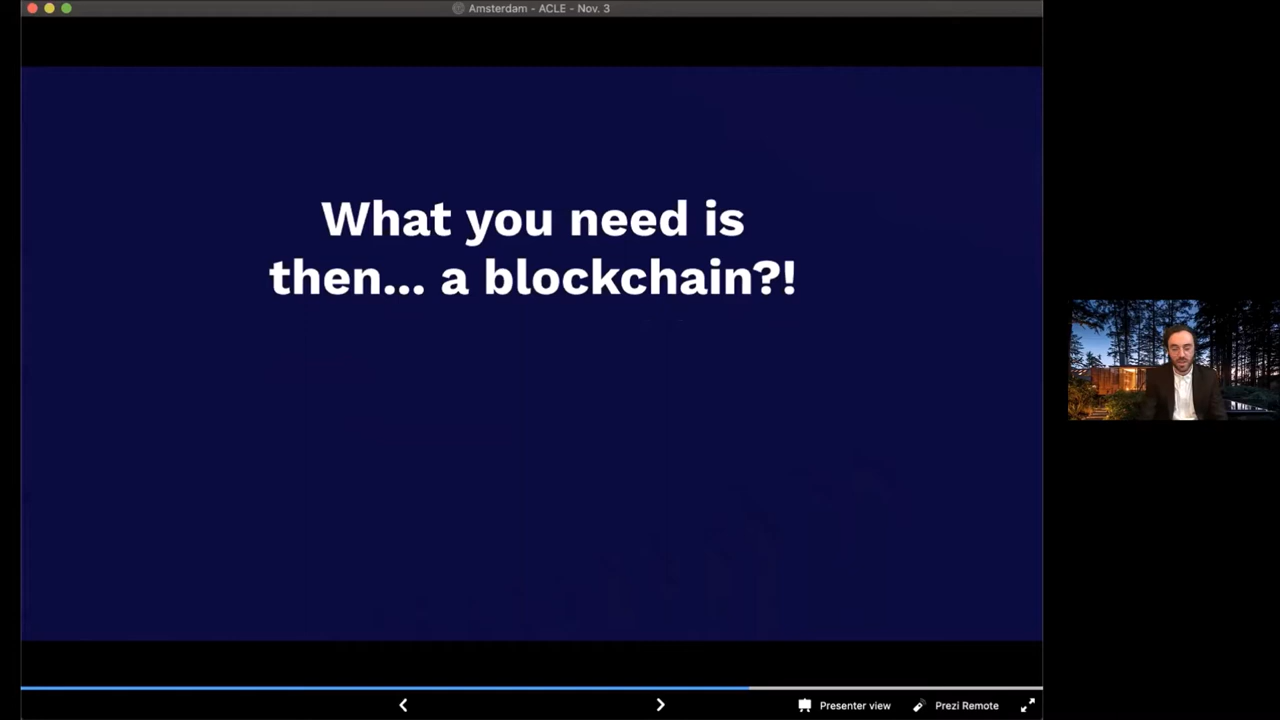 Amsterdam - ACLE - Nov. 3
What you need is
then... a blockchain?!
Presenter view
Prezi Remote